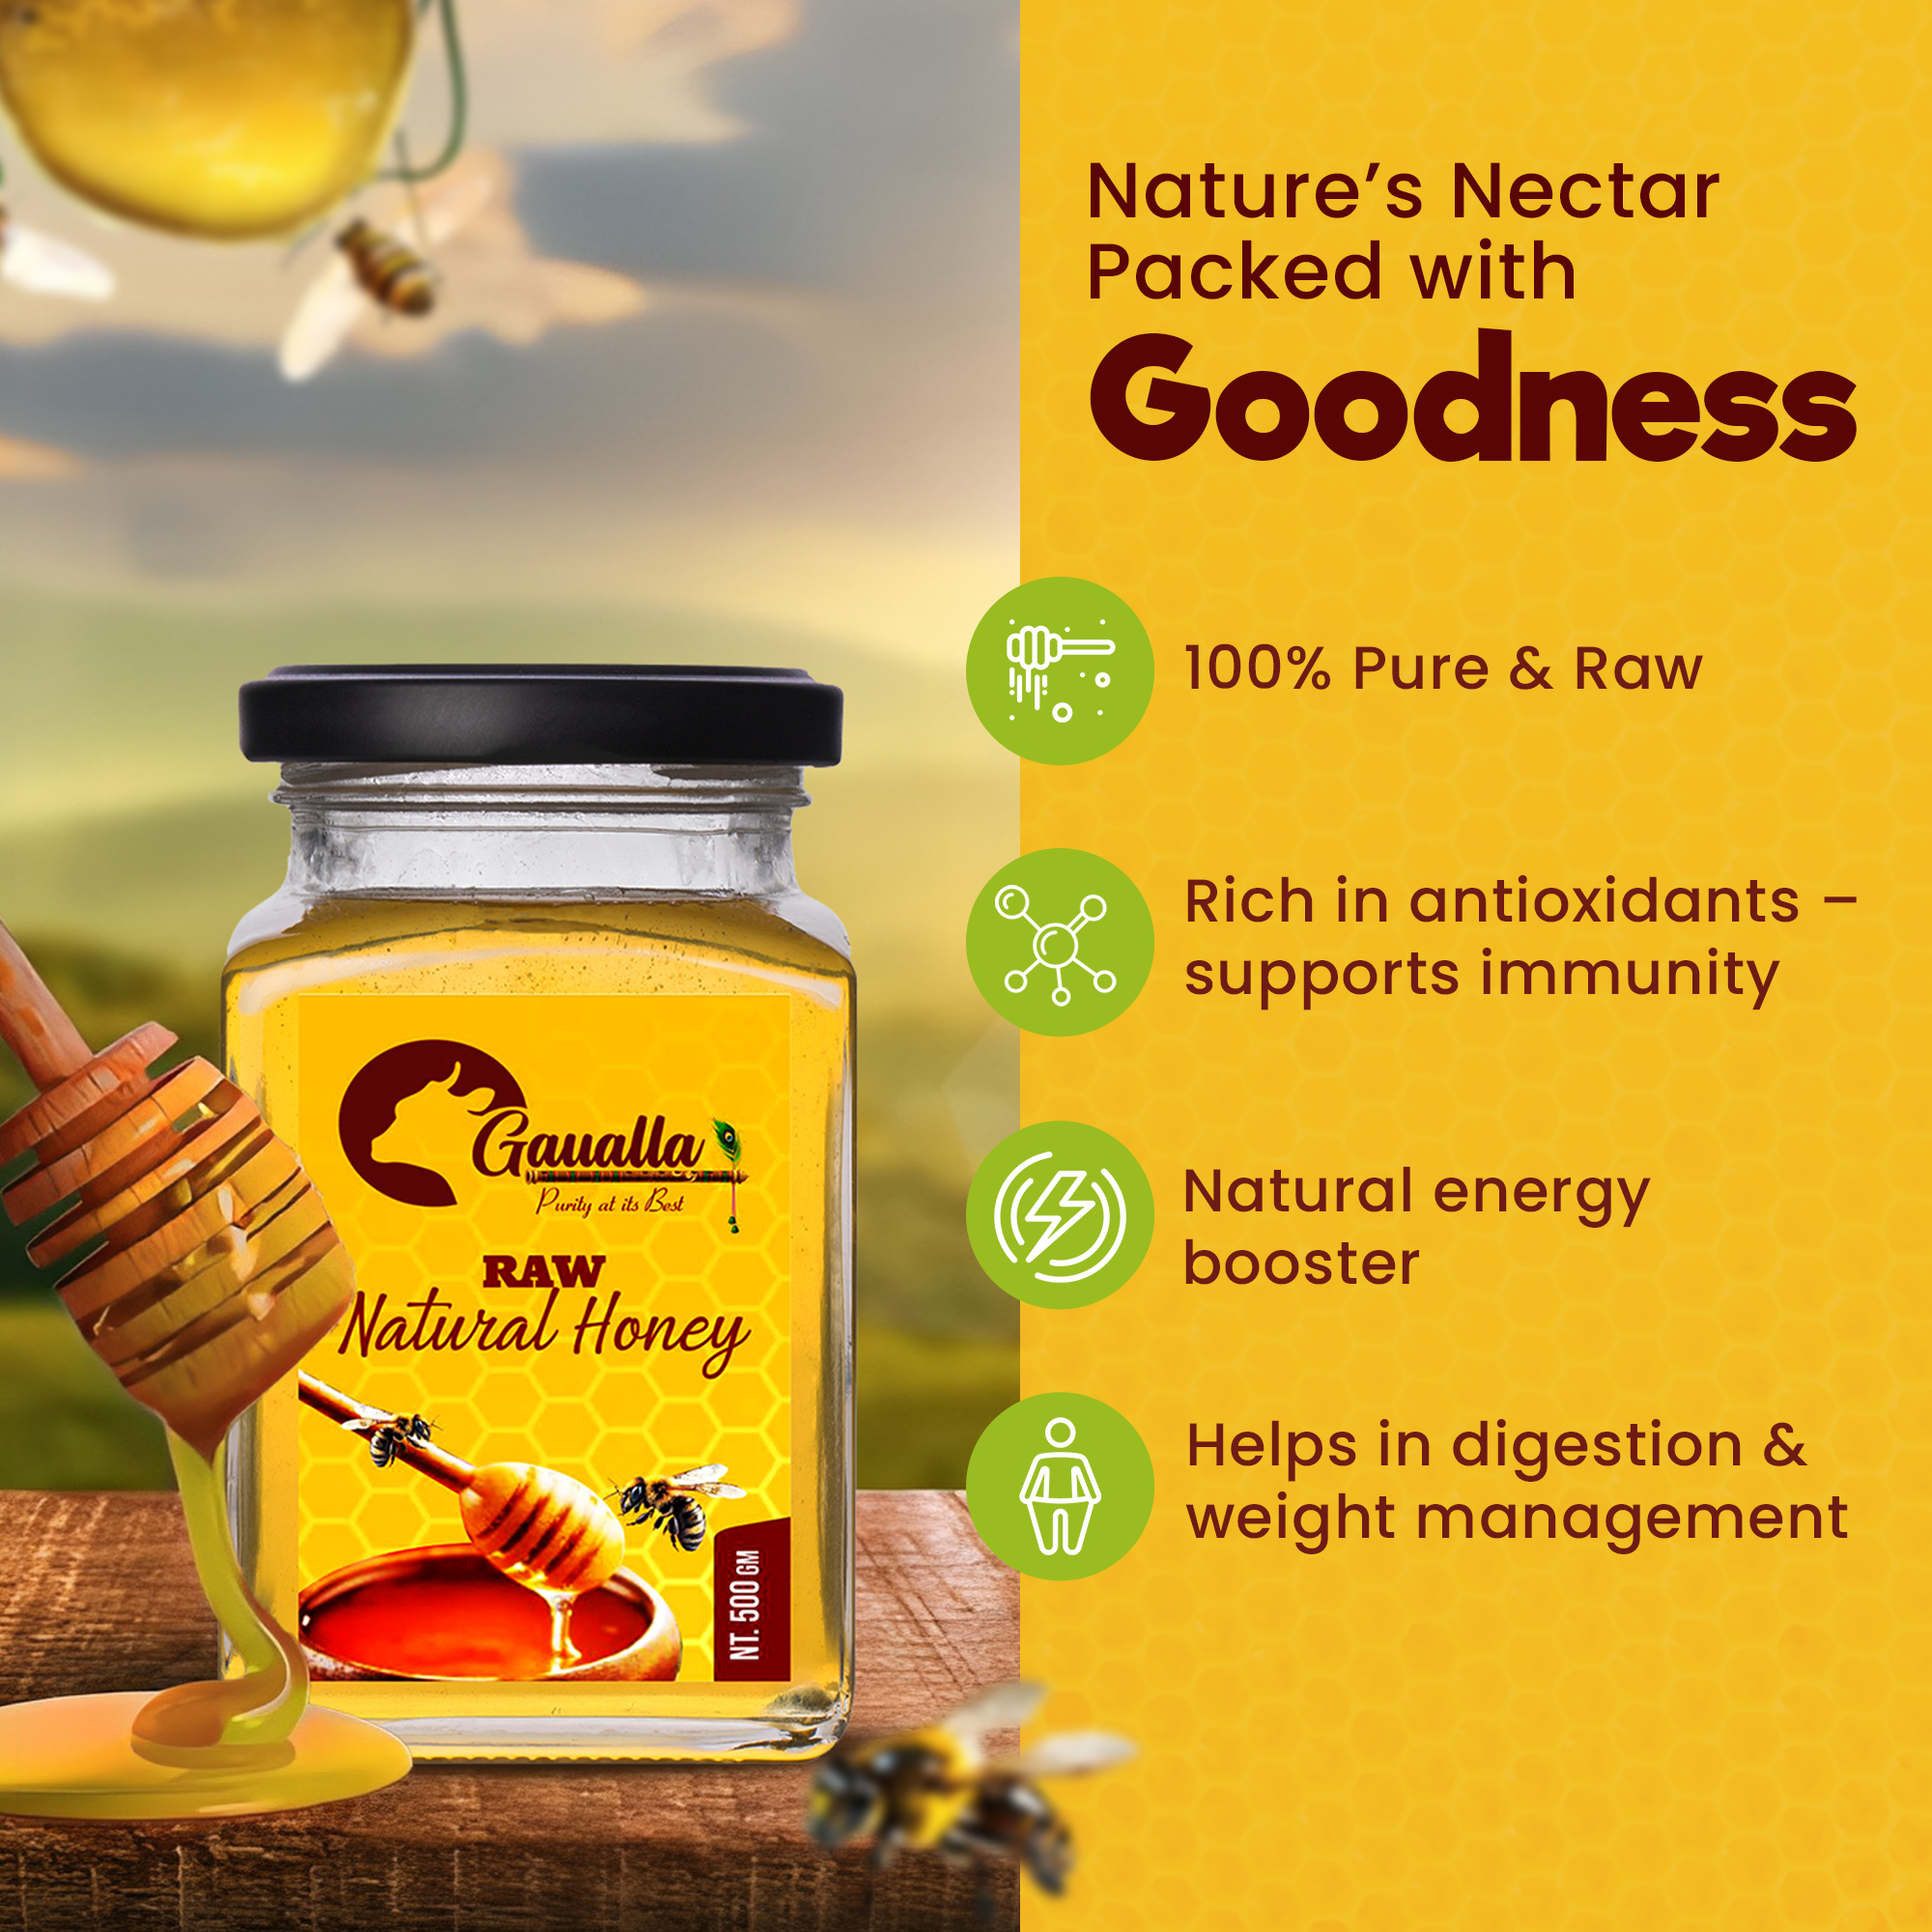 Nature’s Nectar
Packed with
Goodness
100% Pure & Raw
Rich in antioxidants –
supports immunity
Natural energy
booster
Helps in digestion &
weight management
Gaualla
Purity at its Best
RAW
Natural Honey
NT. 500 GM